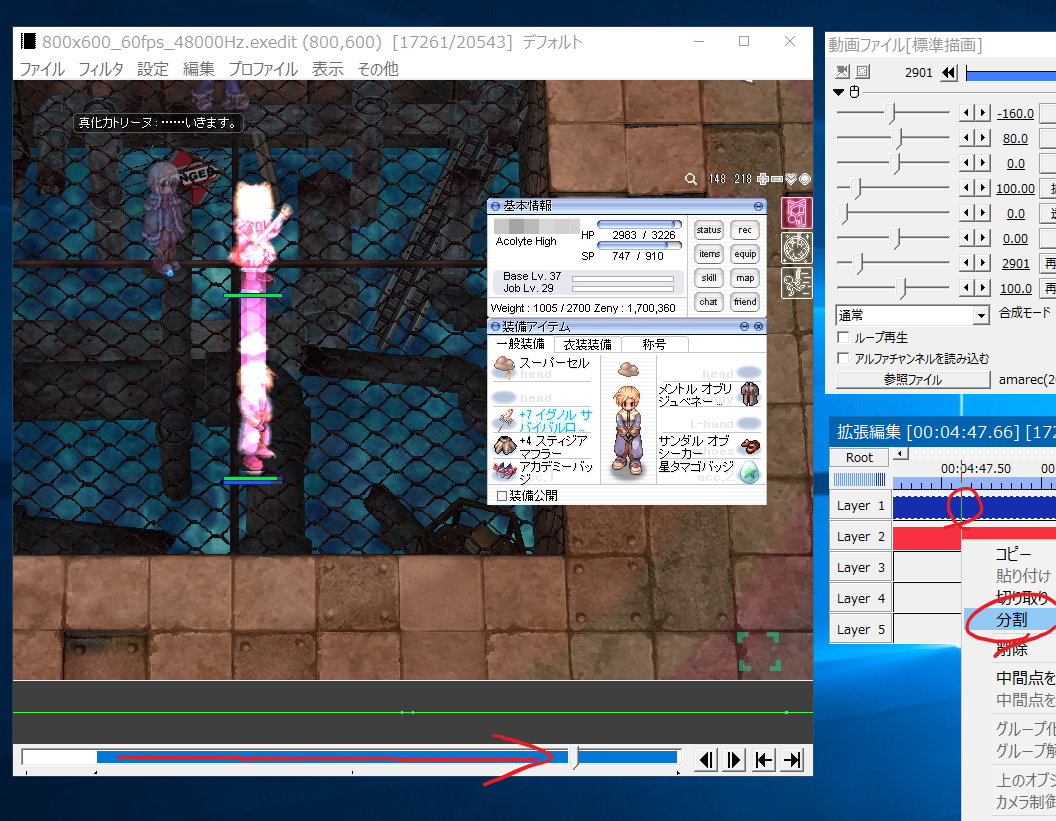 800x600_60fps_48000Hz.exedit (800,600) [17261/20543] デフォルト
ファイル フィルタ 設定 編集 プロファイル 表示 その他
真化カトリーヌ:……いきます。
148 218
基本情報
Acolyte High
HP 2983 / 3226
SP 747 / 910
Base Lv. 37
Job Lv. 29
Weight : 1005 / 2700 Zeny : 1,700,360
status rec
items equip
skill map
chat friend
装備アイテム
一般装備 衣装装備 称号
スーパーセル
head
head
+7 イグノル サバイバルロ...
+4 スティジア マフラー
アカデミーバッジ
head
メントル オブリジュベネー...
L-hand
サンダル オブ シーカー
星タマゴバッジ
装備公開
動画ファイル[標準描画]
2901
-160.0
80.0
0.0
100.00
0.0
0.00
2901
100.0
通常 合成モード
ループ再生
アルファチャンネルを読み込む
参照ファイル amarec(20
拡張編集 [00:04:47.66] [172
Root
00:04:47.50 00
Layer 1
Layer 2
Layer 3
Layer 4
Layer 5
コピー
貼り付け
切り取り
分割
削除
中間点を
中間点を
グループ化
グループ解
上のオブジ
カメラ制御